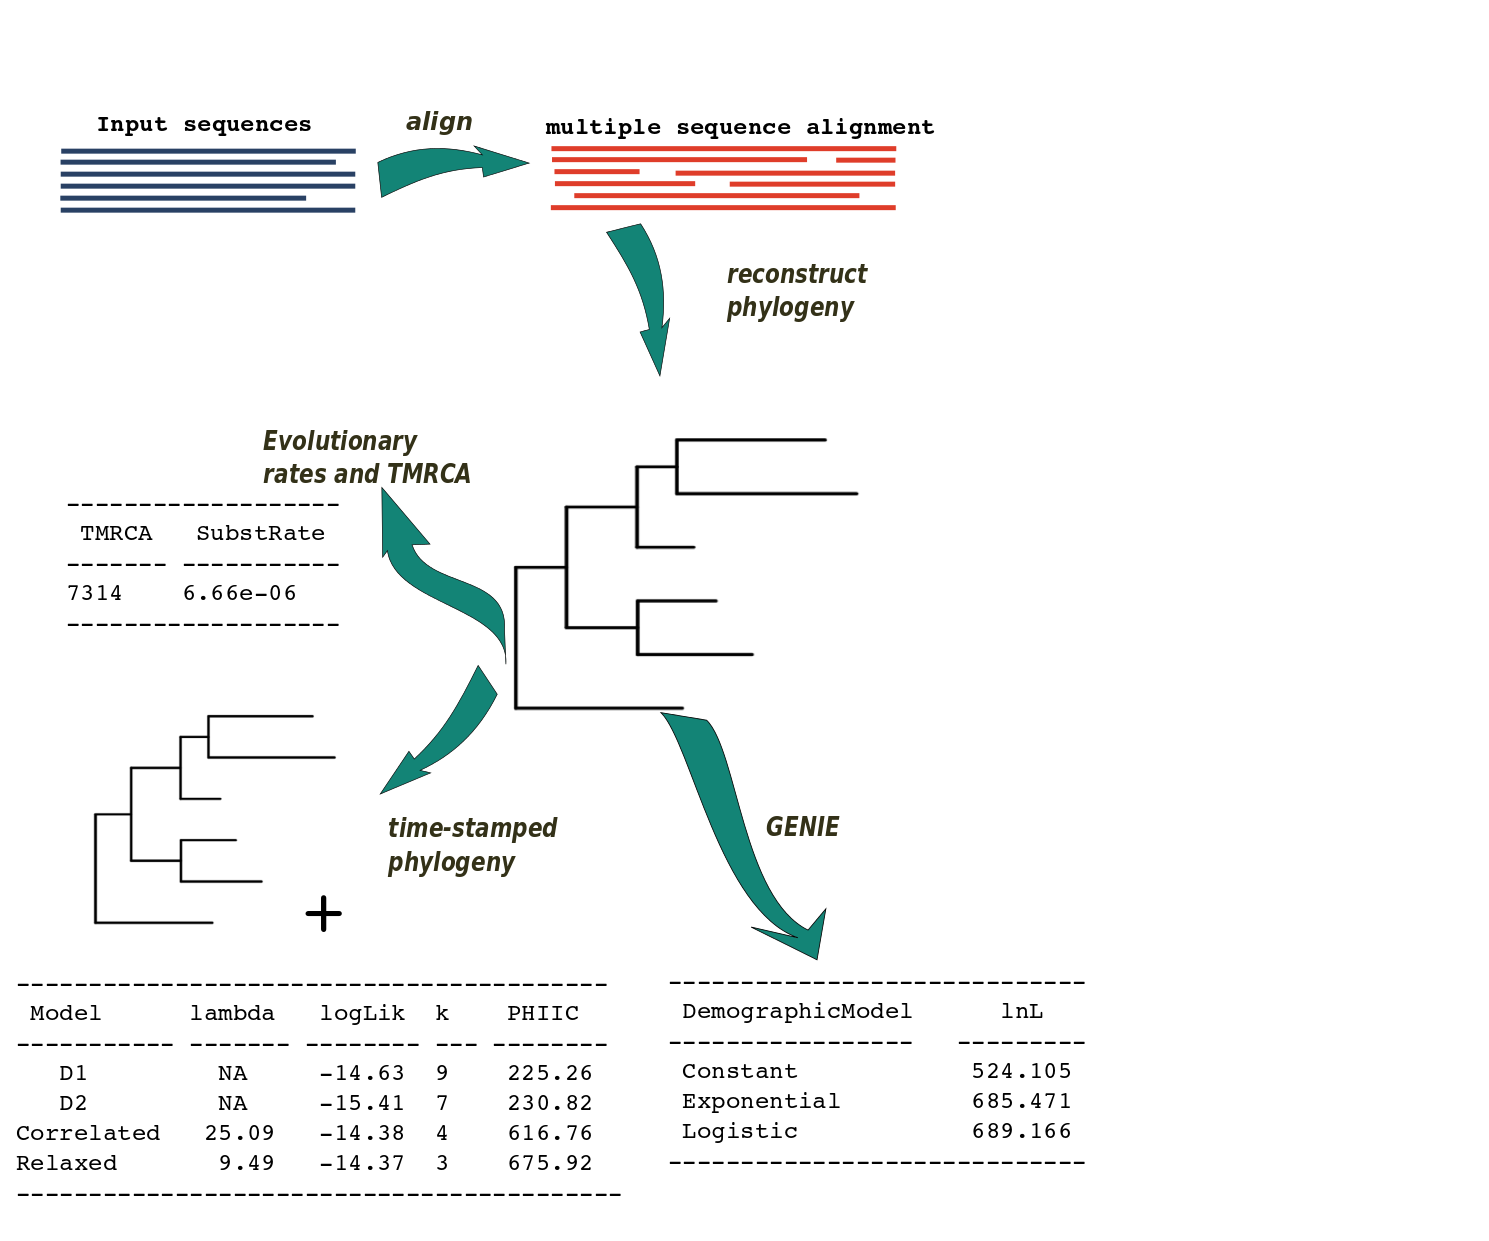 Input sequences
align
multiple sequence alignment
reconstruct
phylogeny
Evolutionary
rates and TMRCA
-------------------
TMRCA SubstRate
------- -----------
7314 6.66e-06
-------------------
time-stamped
phylogeny
+
GENIE
-----------------------------------------
Model lambda logLik k PHIIC
----------- ------- -------- --- --------
D1 NA -14.63 9 225.26
D2 NA -15.41 7 230.82
Correlated 25.09 -14.38 4 616.76
Relaxed 9.49 -14.37 3 675.92
------------------------------------------
-----------------------------
DemographicModel lnL
----------------- ---------
Constant 524.105
Exponential 685.471
Logistic 689.166
-----------------------------